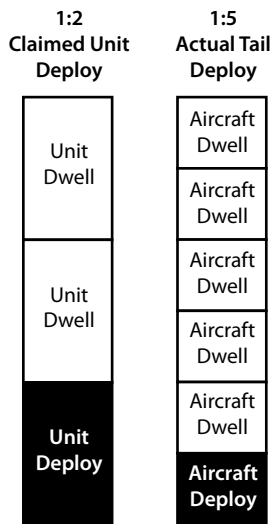 1:2
Claimed Unit
Deploy
Unit
Dwell
Unit
Dwell
Unit
Deploy
1:5
Actual Tail
Deploy
Aircraft
Dwell
Aircraft
Dwell
Aircraft
Dwell
Aircraft
Dwell
Aircraft
Dwell
Aircraft
Deploy